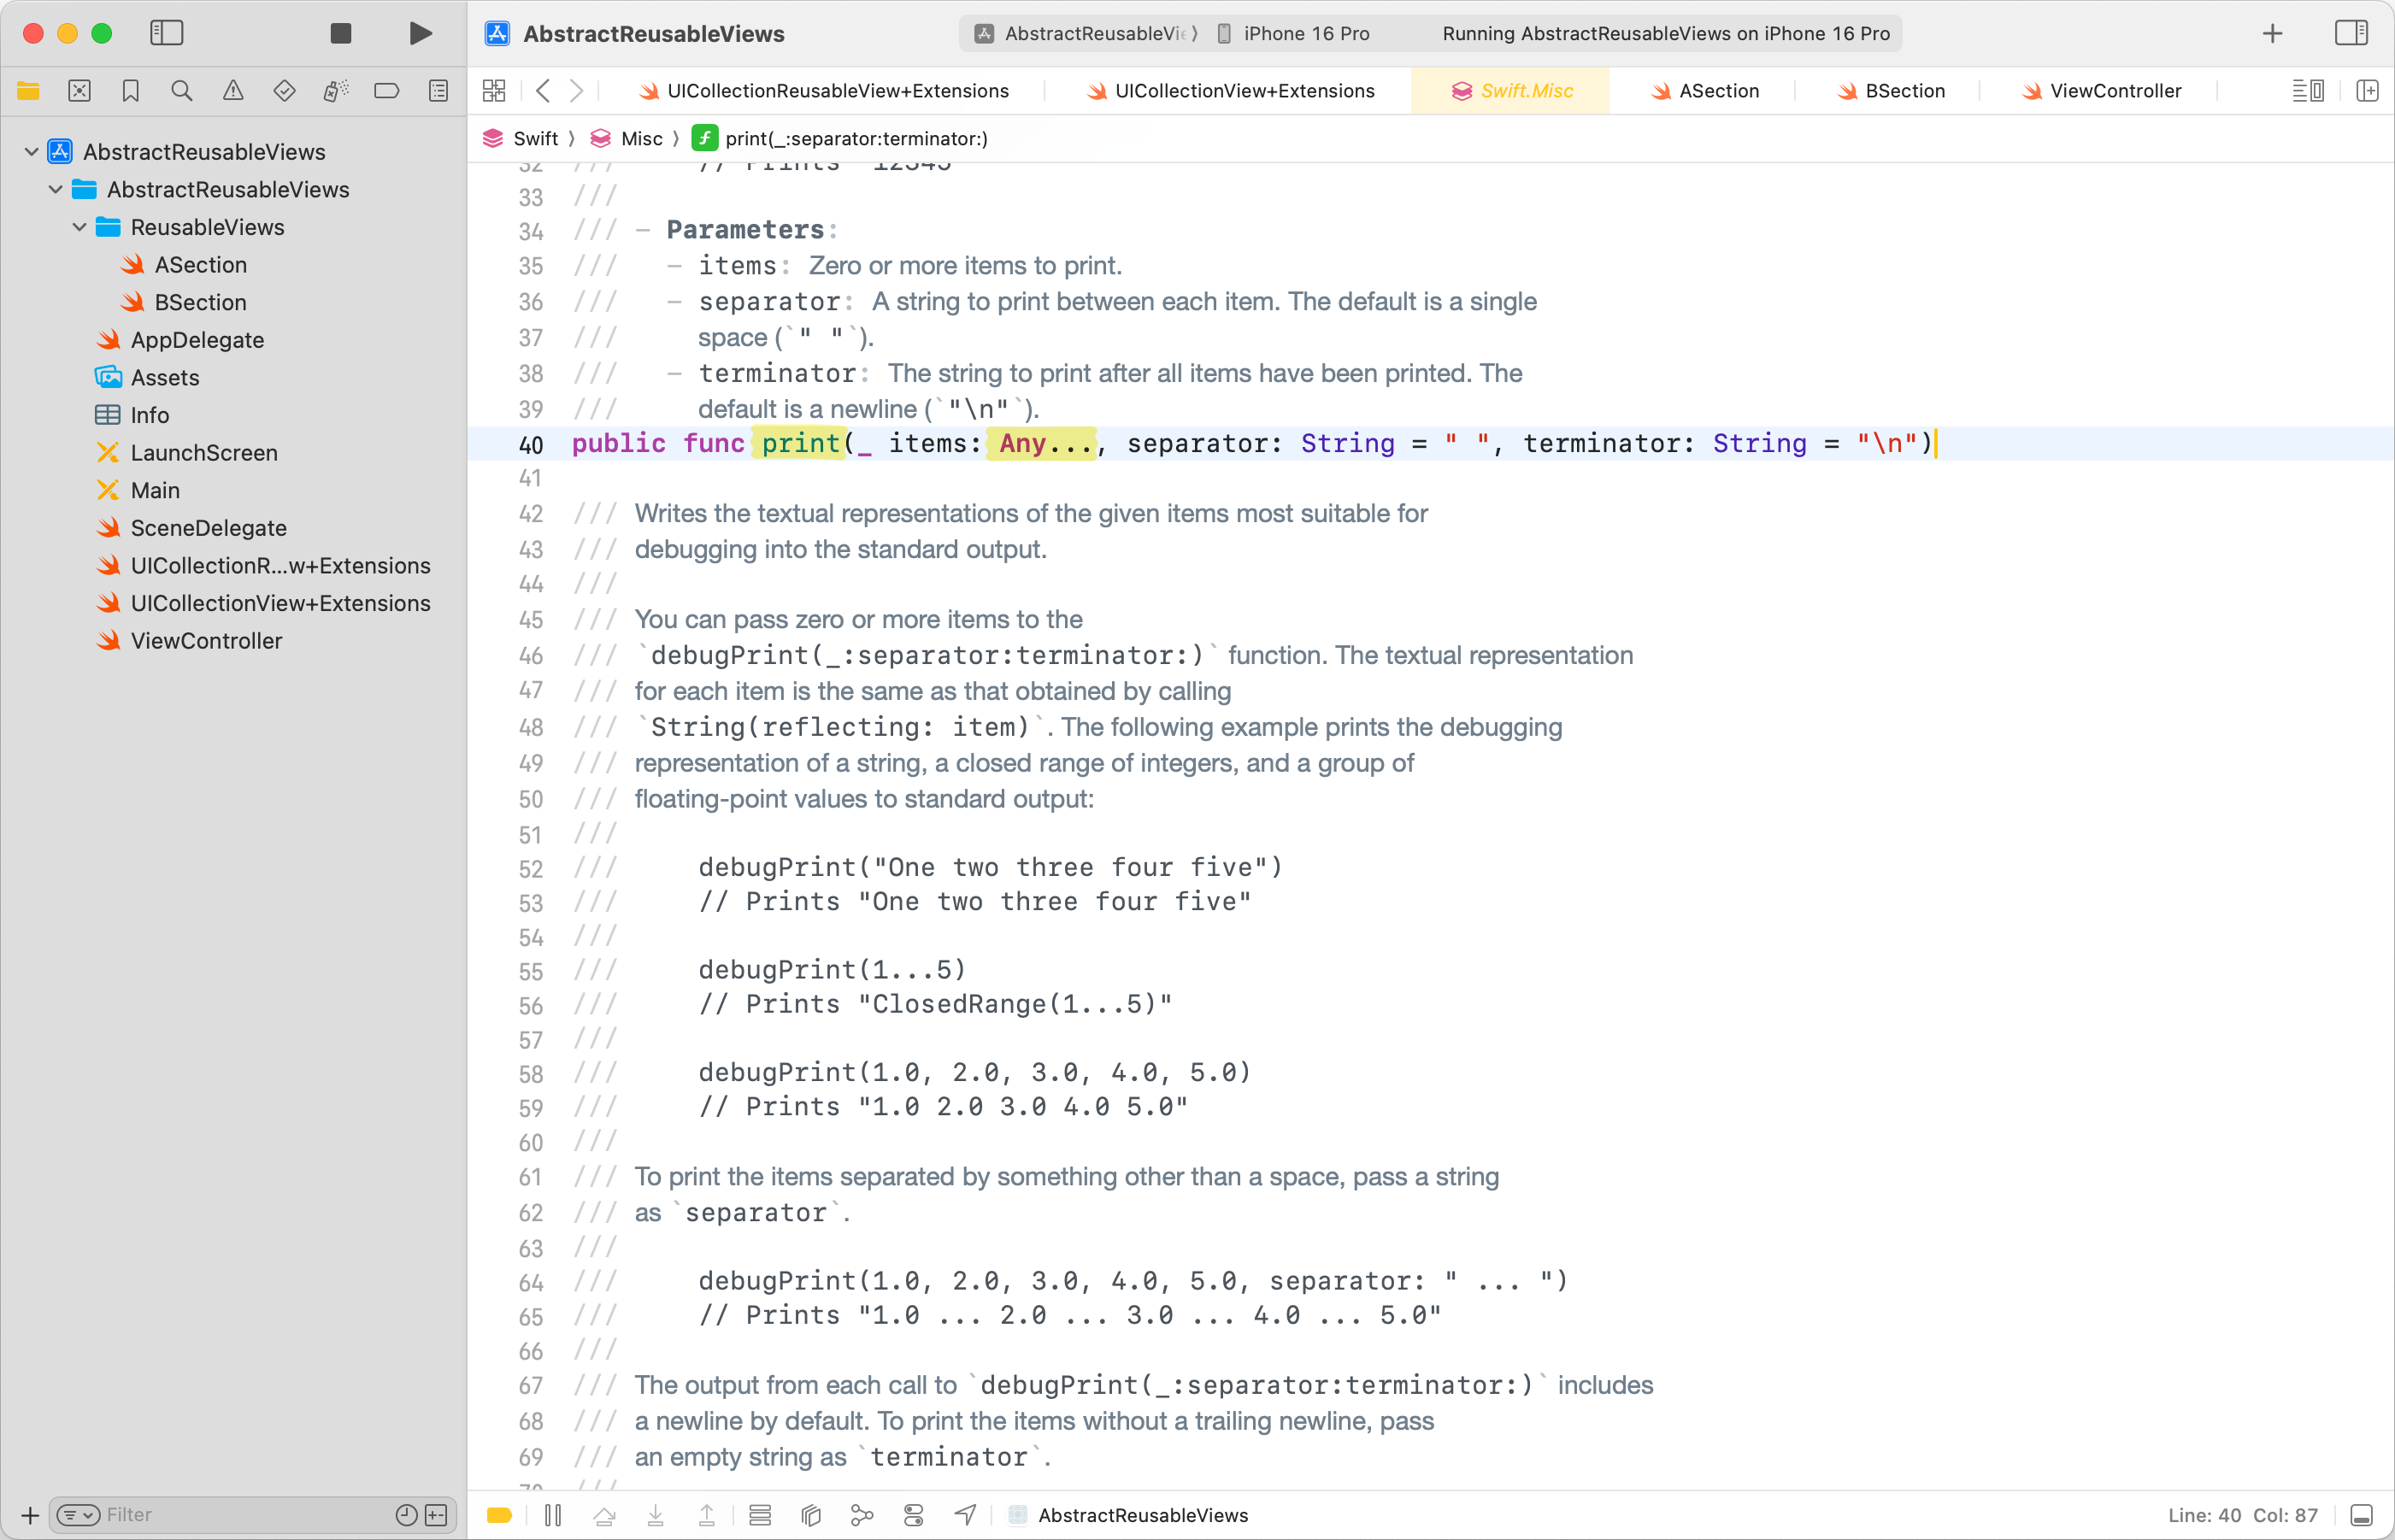 AbstractReusableViews
AbstractReusableVi
iPhone 16 Pro
Running AbstractReusableViews on iPhone 16 Pro
UICollectionReusableView+Extensions
UICollectionView+Extensions
Swift.Misc
ASection
BSection
ViewController
Swift
Misc
print(_:separator:terminator:)
AbstractReusableViews
AbstractReusableViews
ReusableViews
ASection
BSection
AppDelegate
Assets
Info
LaunchScreen
Main
SceneDelegate
UICollectionR...w+Extensions
UICollectionView+Extensions
ViewController
32 /// // Prints "12345"
33 ///
34 /// - Parameters:
35 ///   - items: Zero or more items to print.
36 ///   - separator: A string to print between each item. The default is a single
37 ///     space (`" "`).
38 ///   - terminator: The string to print after all items have been printed. The
39 ///     default is a newline (`"\n"`).
40 public func print(_ items: Any..., separator: String = " ", terminator: String = "\n")
41
42 /// Writes the textual representations of the given items most suitable for
43 /// debugging into the standard output.
44 ///
45 /// You can pass zero or more items to the
46 /// `debugPrint(_:separator:terminator:)` function. The textual representation
47 /// for each item is the same as that obtained by calling
48 /// `String(reflecting: item)`. The following example prints the debugging
49 /// representation of a string, a closed range of integers, and a group of
50 /// floating-point values to standard output:
51 ///
52 ///     debugPrint("One two three four five")
53 ///     // Prints "One two three four five"
54 ///
55 ///     debugPrint(1...5)
56 ///     // Prints "ClosedRange(1...5)"
57 ///
58 ///     debugPrint(1.0, 2.0, 3.0, 4.0, 5.0)
59 ///     // Prints "1.0 2.0 3.0 4.0 5.0"
60 ///
61 /// To print the items separated by something other than a space, pass a string
62 /// as `separator`.
63 ///
64 ///     debugPrint(1.0, 2.0, 3.0, 4.0, 5.0, separator: " ... ")
65 ///     // Prints "1.0 ... 2.0 ... 3.0 ... 4.0 ... 5.0"
66 ///
67 /// The output from each call to `debugPrint(_:separator:terminator:)` includes
68 /// a newline by default. To print the items without a trailing newline, pass
69 /// an empty string as `terminator`.
70 ///
Filter
AbstractReusableViews
Line: 40 Col: 87